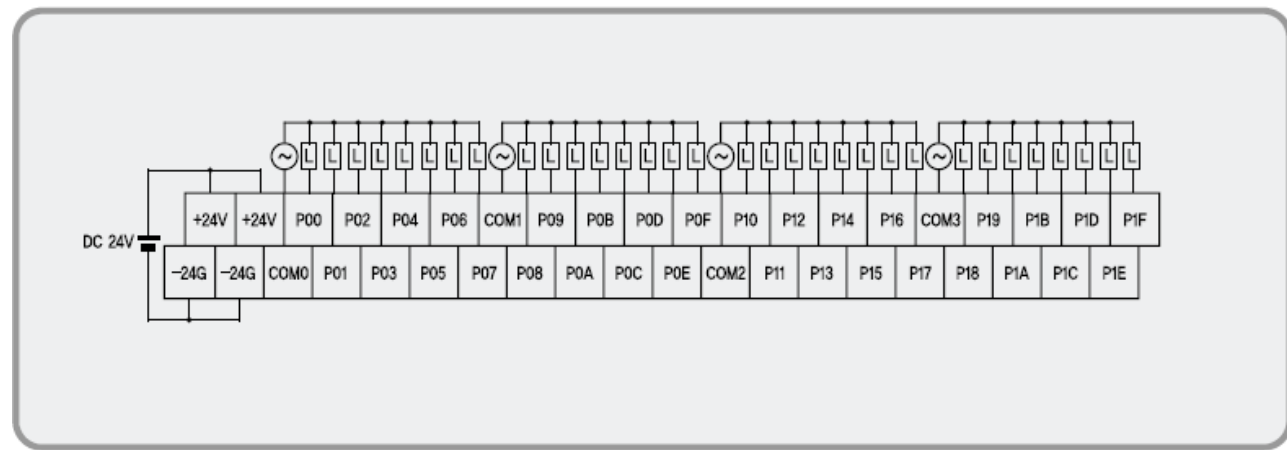 ~ L L L L L L L L ~ L L L L L L L L ~ L L L L L L L L ~ L L L L L L L L
+24V +24V P00 P02 P04 P06 COM1 P09 P0B P0D P0F P10 P12 P14 P16 COM3 P19 P1B P1D P1F
DC 24V
-24G -24G COM0 P01 P03 P05 P07 P08 P0A P0C P0E COM2 P11 P13 P15 P17 P18 P1A P1C P1E